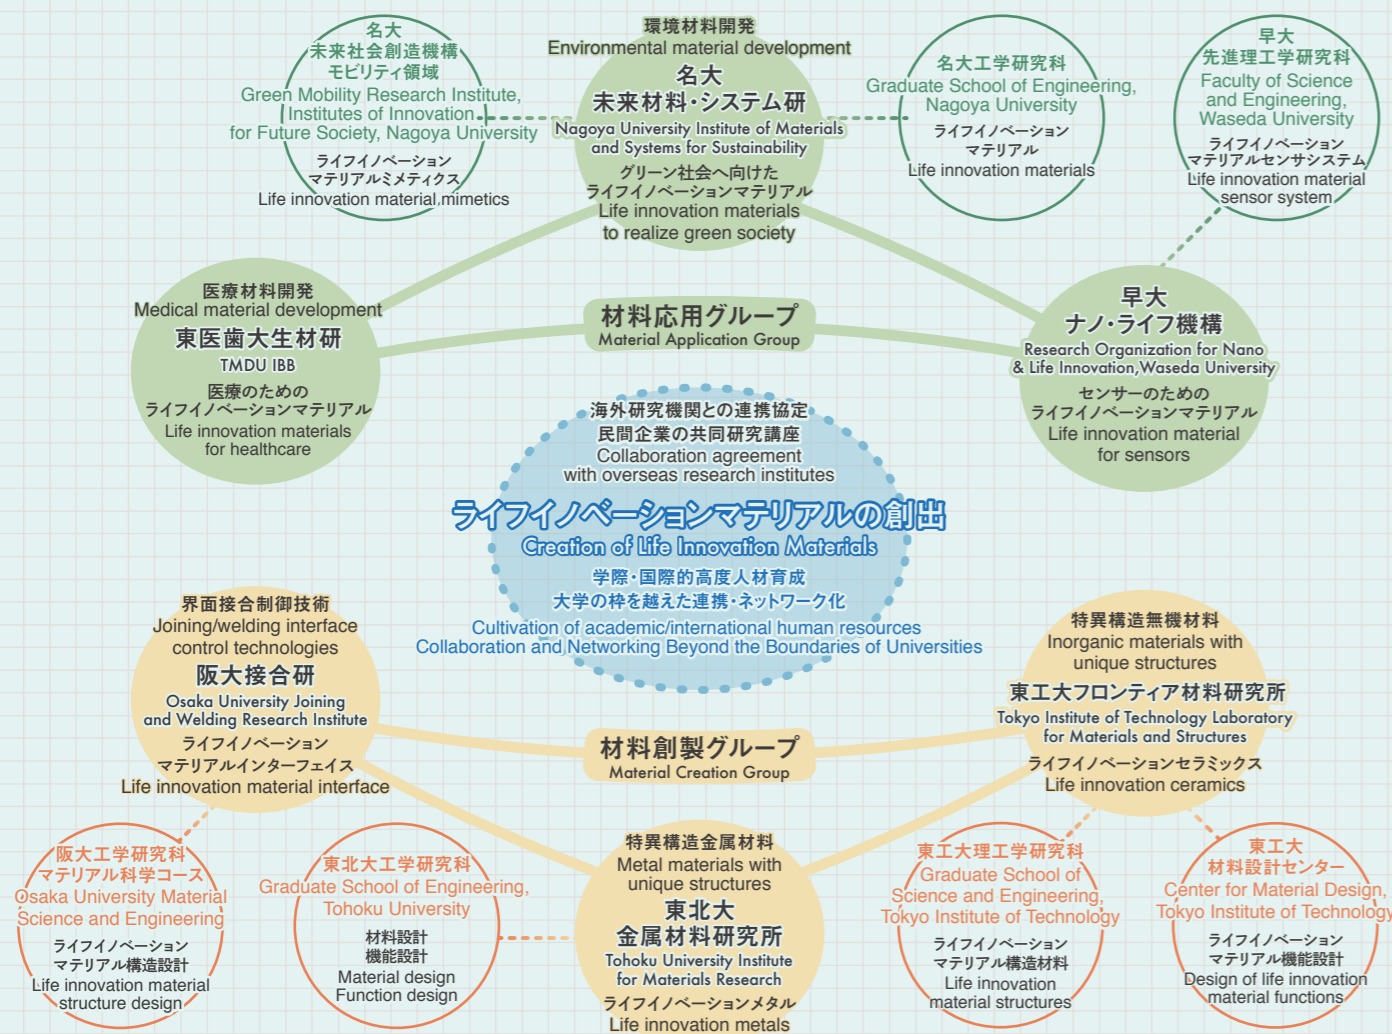 名大
未来社会創造機構
モビリティ領域
Green Mobility Research Institute,
Institutes of Innovation
for Future Society, Nagoya University
ライフイノベーション
マテリアルミメティクス
Life innovation material mimetics
環境材料開発
Environmental material development
名大
未来材料・システム研
Nagoya University Institute of Materials
and Systems for Sustainability
グリーン社会へ向けた
ライフイノベーションマテリアル
Life innovation materials
to realize green society
名大工学研究科
Graduate School of Engineering,
Nagoya University
ライフイノベーション
マテリアル
Life innovation materials
早大
先進理工学研究科
Faculty of Science
and Engineering,
Waseda University
ライフイノベーション
マテリアルセンサシステム
Life innovation material
sensor system
医療材料開発
Medical material development
東医歯大生材研
TMDU IBB
医療のための
ライフイノベーションマテリアル
Life innovation materials
for healthcare
材料応用グループ
Material Application Group
早大
ナノ・ライフ機構
Research Organization for Nano
& Life Innovation,Waseda University
センサーのための
ライフイノベーションマテリアル
Life innovation material
for sensors
海外研究機関との連携協定
民間企業の共同研究講座
Collaboration agreement
with overseas research institutes
ライフイノベーションマテリアルの創出
Creation of Life Innovation Materials
学際・国際的高度人材育成
大学の枠を越えた連携・ネットワーク化
Cultivation of academic/international human resources
Collaboration and Networking Beyond the Boundaries of Universities
界面接合制御技術
Joining/welding interface
control technologies
阪大接合研
Osaka University Joining
and Welding Research Institute
ライフイノベーション
マテリアルインターフェイス
Life innovation material interface
材料創製グループ
Material Creation Group
特異構造無機材料
Inorganic materials with
unique structures
東工大フロンティア材料研究所
Tokyo Institute of Technology Laboratory
for Materials and Structures
ライフイノベーションセラミックス
Life innovation ceramics
阪大工学研究科
マテリアル科学コース
Osaka University Material
Science and Engineering
ライフイノベーション
マテリアル構造設計
Life innovation material
structure design
東北大工学研究科
Graduate School of Engineering,
Tohoku University
材料設計
機能設計
Material design
Function design
特異構造金属材料
Metal materials with
unique structures
東北大
金属材料研究所
Tohoku University Institute
for Materials Research
ライフイノベーションメタル
Life innovation metals
東工大理工学研究科
Graduate School of
Science and Engineering,
Tokyo Institute of Technology
ライフイノベーション
マテリアル構造材料
Life innovation
material structures
東工大
材料設計センター
Center for Material Design,
Tokyo Institute of Technology
ライフイノベーション
マテリアル機能設計
Design of life innovation
material functions